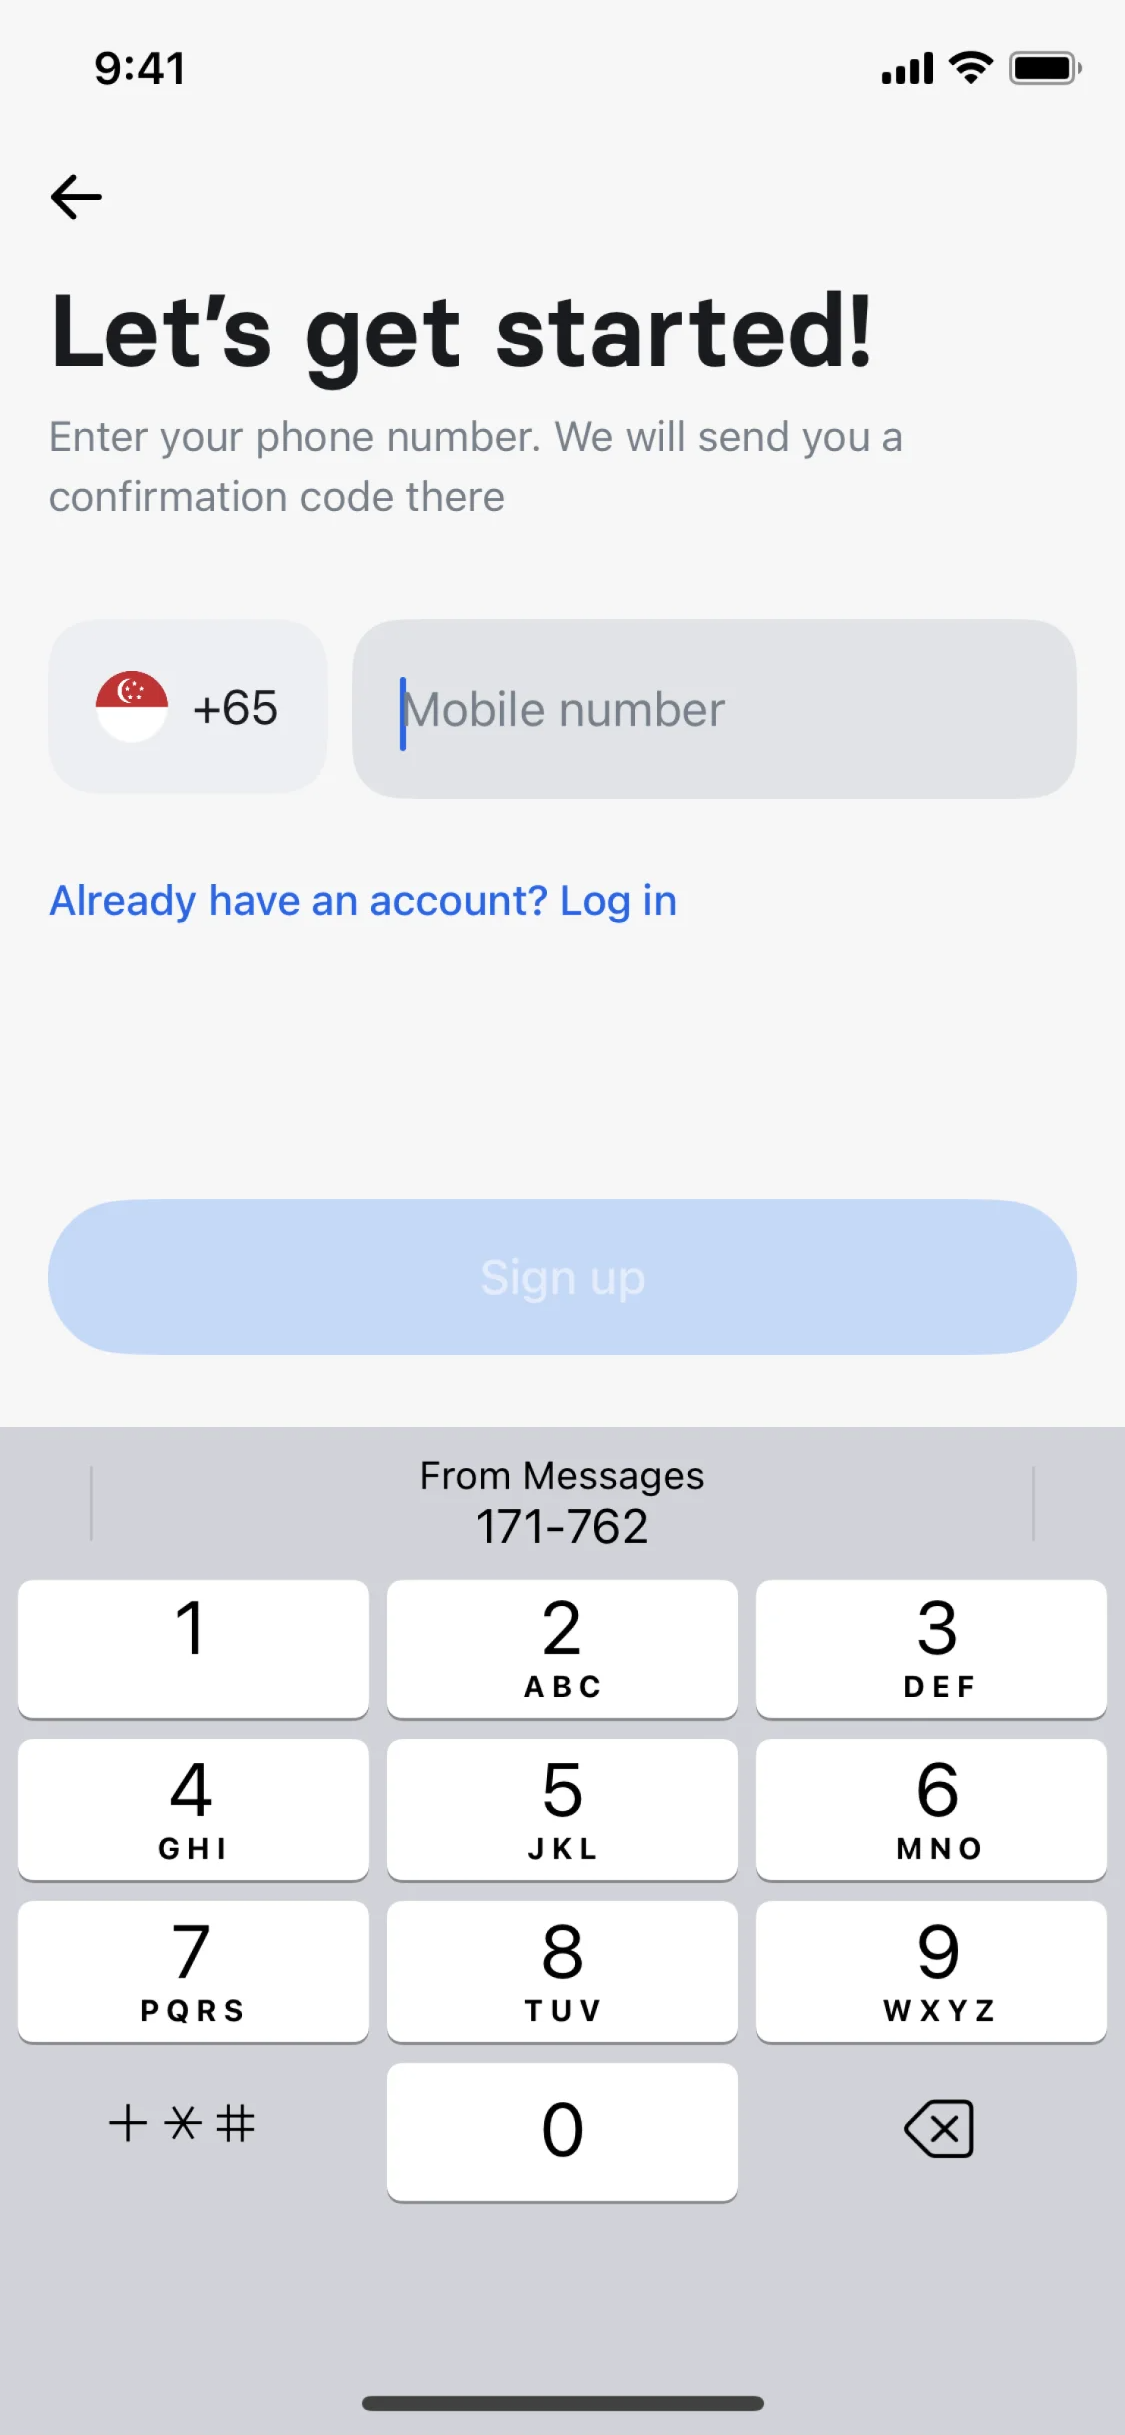 9:41
Let's get started!
Enter your phone number. We will send you a
confirmation code there
+65
Mobile number
Already have an account? Log in
Sign up
From Messages
171-762
1
2
ABC
3
DEF
4
GHI
5
JKL
6
MNO
7
PQRS
8
TUV
9
WXYZ
+*#
0